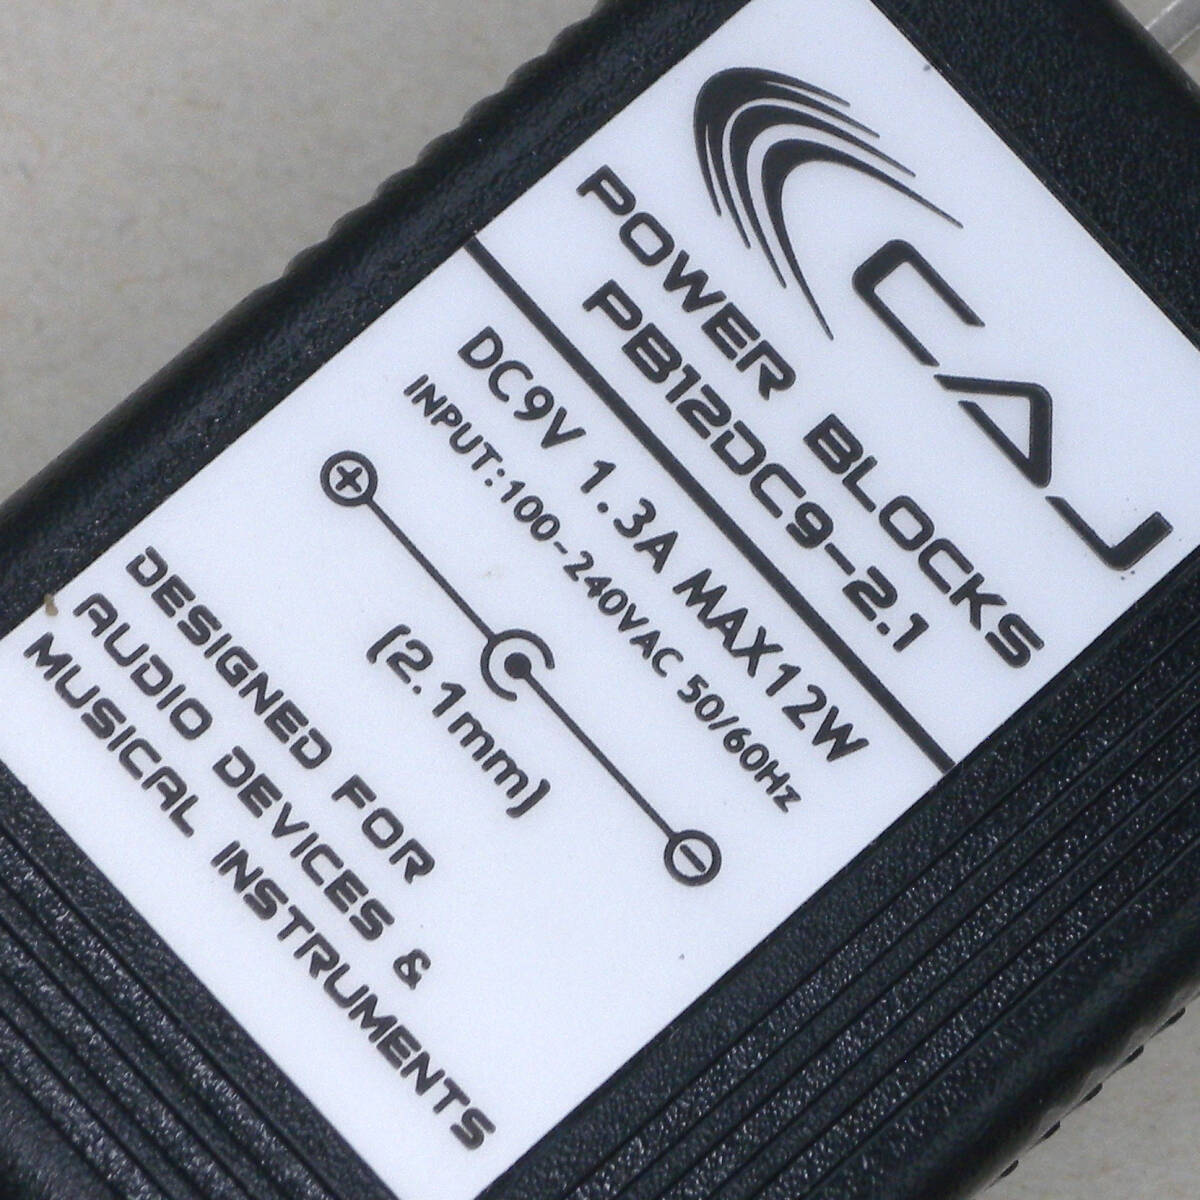 CAJ
POWER BLOCKS
PB12DC9-2.1
DC9V 1.3A MAX12W
INPUT:100-240VAC 50/60Hz
(2.1mm)
DESIGNED FOR
AUDIO DEVICES &
MUSICAL INSTRUMENTS